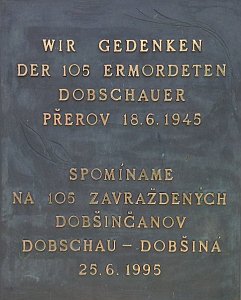 WIR GEDENKEN
DER 105 ERMORDETEN
DOBSCHAUER
PŘEROV 18.6.1945
SPOMÍNAME
NA 105 ZAVRAŽDENÝCH
DOBŠINČANOV
DOBSCHAU – DOBŠINÁ
25.6.1995